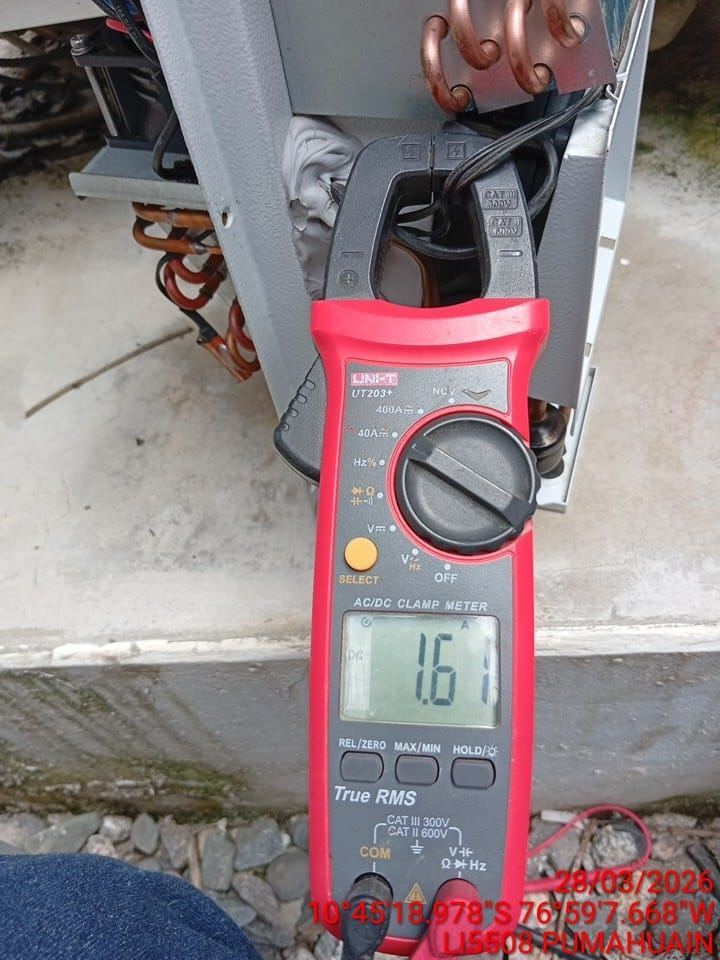 CAT III
300V
CAT II
600V
UNI-T
UT203+
NCV
400A
40A
Hz%
Ω
V
V
Hz
OFF
SELECT
AC/DC CLAMP METER
DC
A
1.61
REL/ZERO MAX/MIN HOLD/
True RMS
CAT III 300V
CAT II 600V
COM
V
Ω Hz
28/03/2026
10°45'18.978"S 76°59'7.668"W
LI5508 PUMAHUAIN